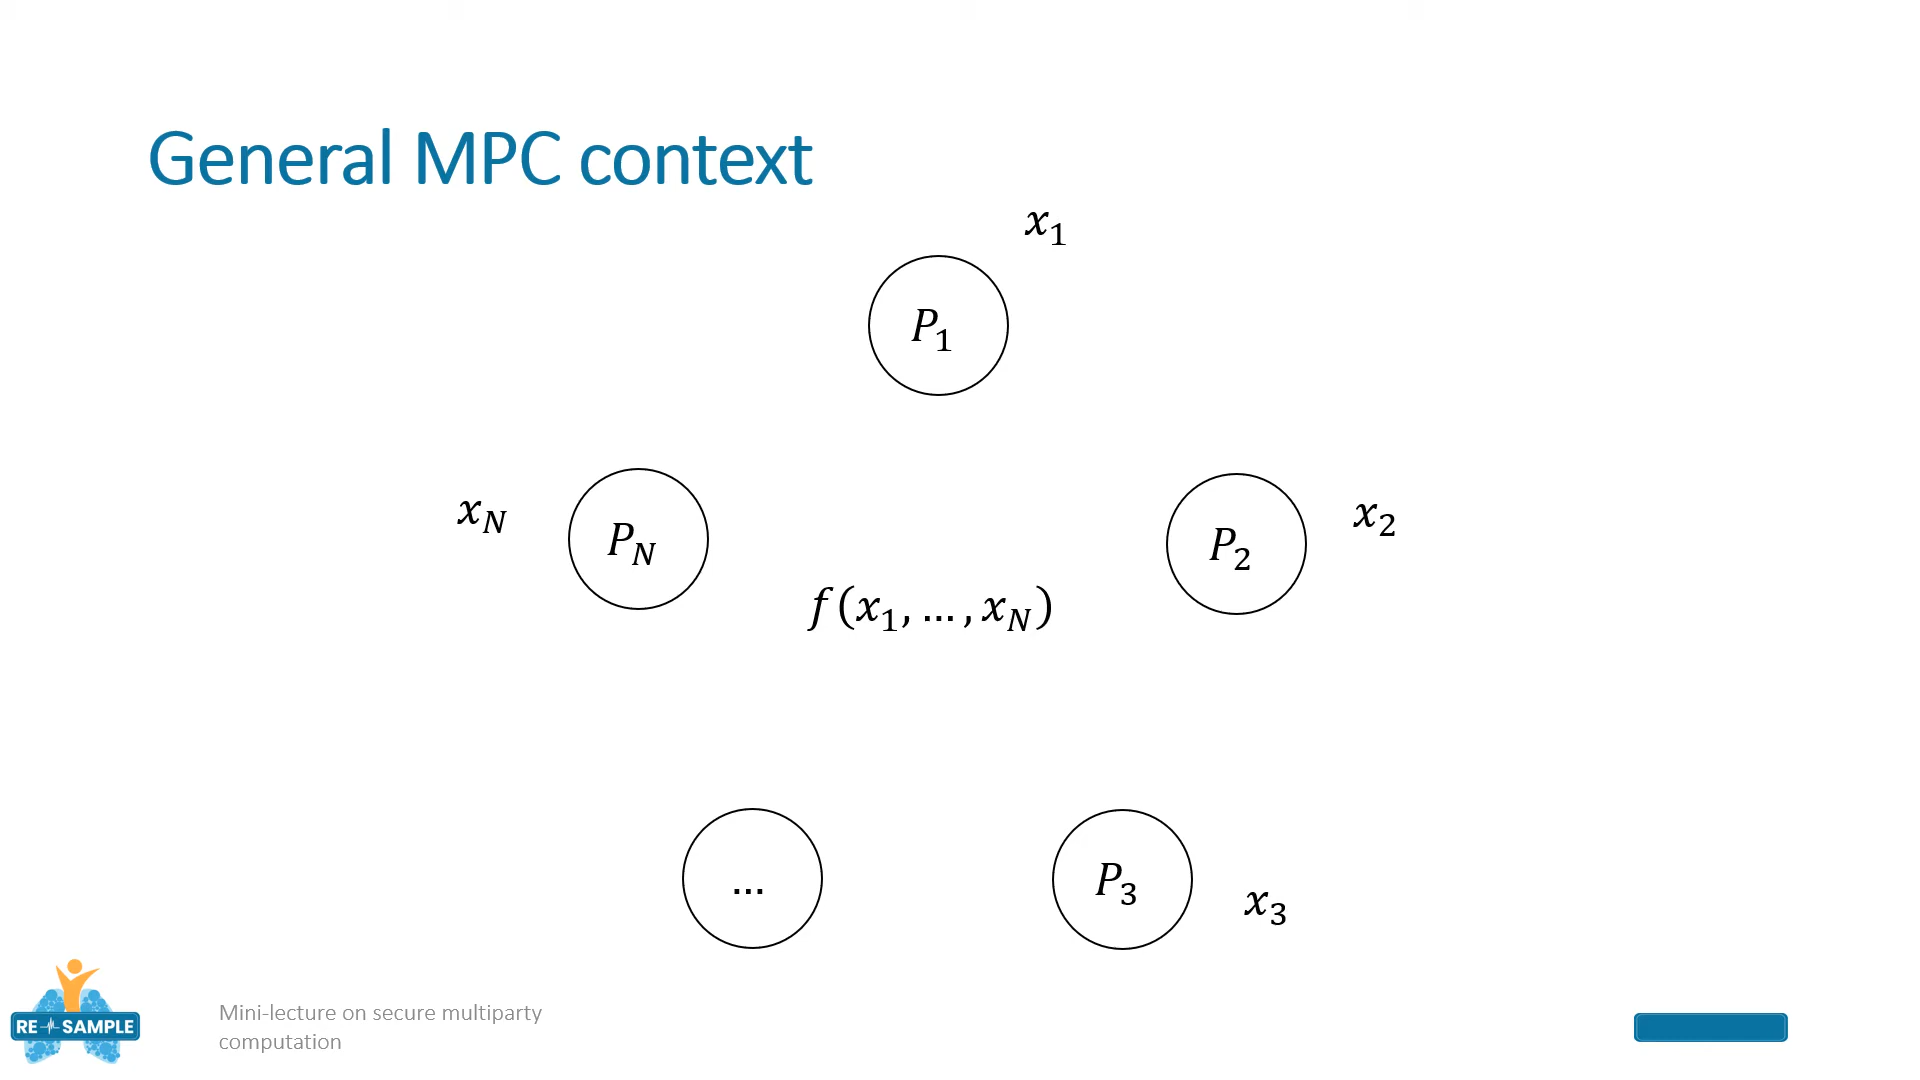 General MPC context
x₁
P₁
x_N
P_N
P₂
x₂
f(x₁, … , x_N)
…
P₃
x₃
RE SAMPLE
Mini-lecture on secure multiparty
computation